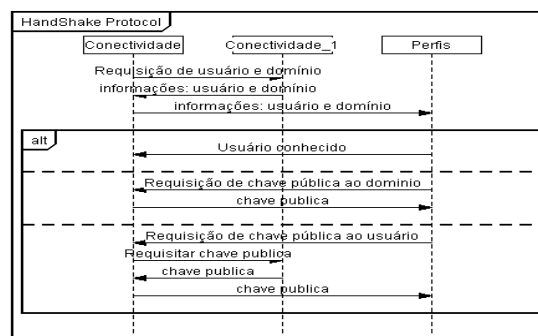 HandShake Protocol
Conectividade Conectividade_1 Perfis
Requisição de usuário e domínio
informações: usuário e domínio
informações: usuário e domínio
alt
Usuário conhecido
Requisição de chave pública ao dominio
chave publica
Requisição de chave pública ao usuário
Requisitar chave publica
chave publica
chave publica